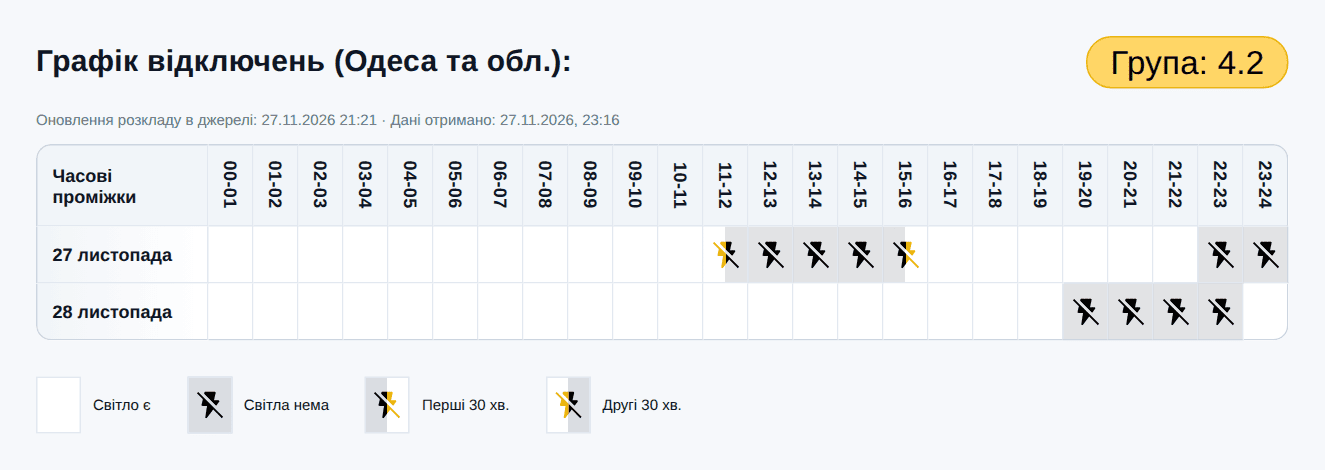 Графік відключень (Одеса та обл.):
Група: 4.2
Оновлення розкладу в джерелі: 27.11.2026 21:21 · Дані отримано: 27.11.2026, 23:16
Часові
проміжки
00-01
01-02
02-03
03-04
04-05
05-06
06-07
07-08
08-09
09-10
10-11
11-12
12-13
13-14
14-15
15-16
16-17
17-18
18-19
19-20
20-21
21-22
22-23
23-24
27 листопада
28 листопада
Світло є
Світла нема
Перші 30 хв.
Другі 30 хв.